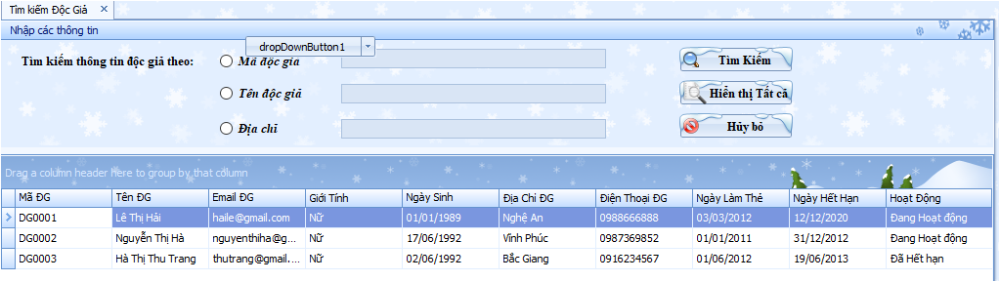 Tìm kiếm Độc Giả
Nhập các thông tin
dropDownButton1
Tìm kiếm thông tin độc giả theo:
Mã độc giả
Tìm Kiếm
Tên độc giả
Hiển thị Tất cả
Địa chỉ
Hủy bỏ
Drag a column header here to group by that column
Mã ĐG Tên ĐG Email ĐG Giới Tính Ngày Sinh Địa Chỉ ĐG Điện Thoại ĐG Ngày Làm Thẻ Ngày Hết Hạn Hoạt Động
DG0001 Lê Thị Hải haile@gmail.com Nữ 01/01/1989 Nghệ An 0988666888 03/03/2012 12/12/2020 Đang Hoạt động
DG0002 Nguyễn Thị Hà nguyenthiha@g... Nữ 17/06/1992 Vĩnh Phúc 0987369852 01/01/2011 31/12/2012 Đang Hoạt động
DG0003 Hà Thị Thu Trang thutrang@gmail.... Nữ 02/06/1992 Bắc Giang 0916234567 01/06/2012 19/06/2013 Đã Hết hạn